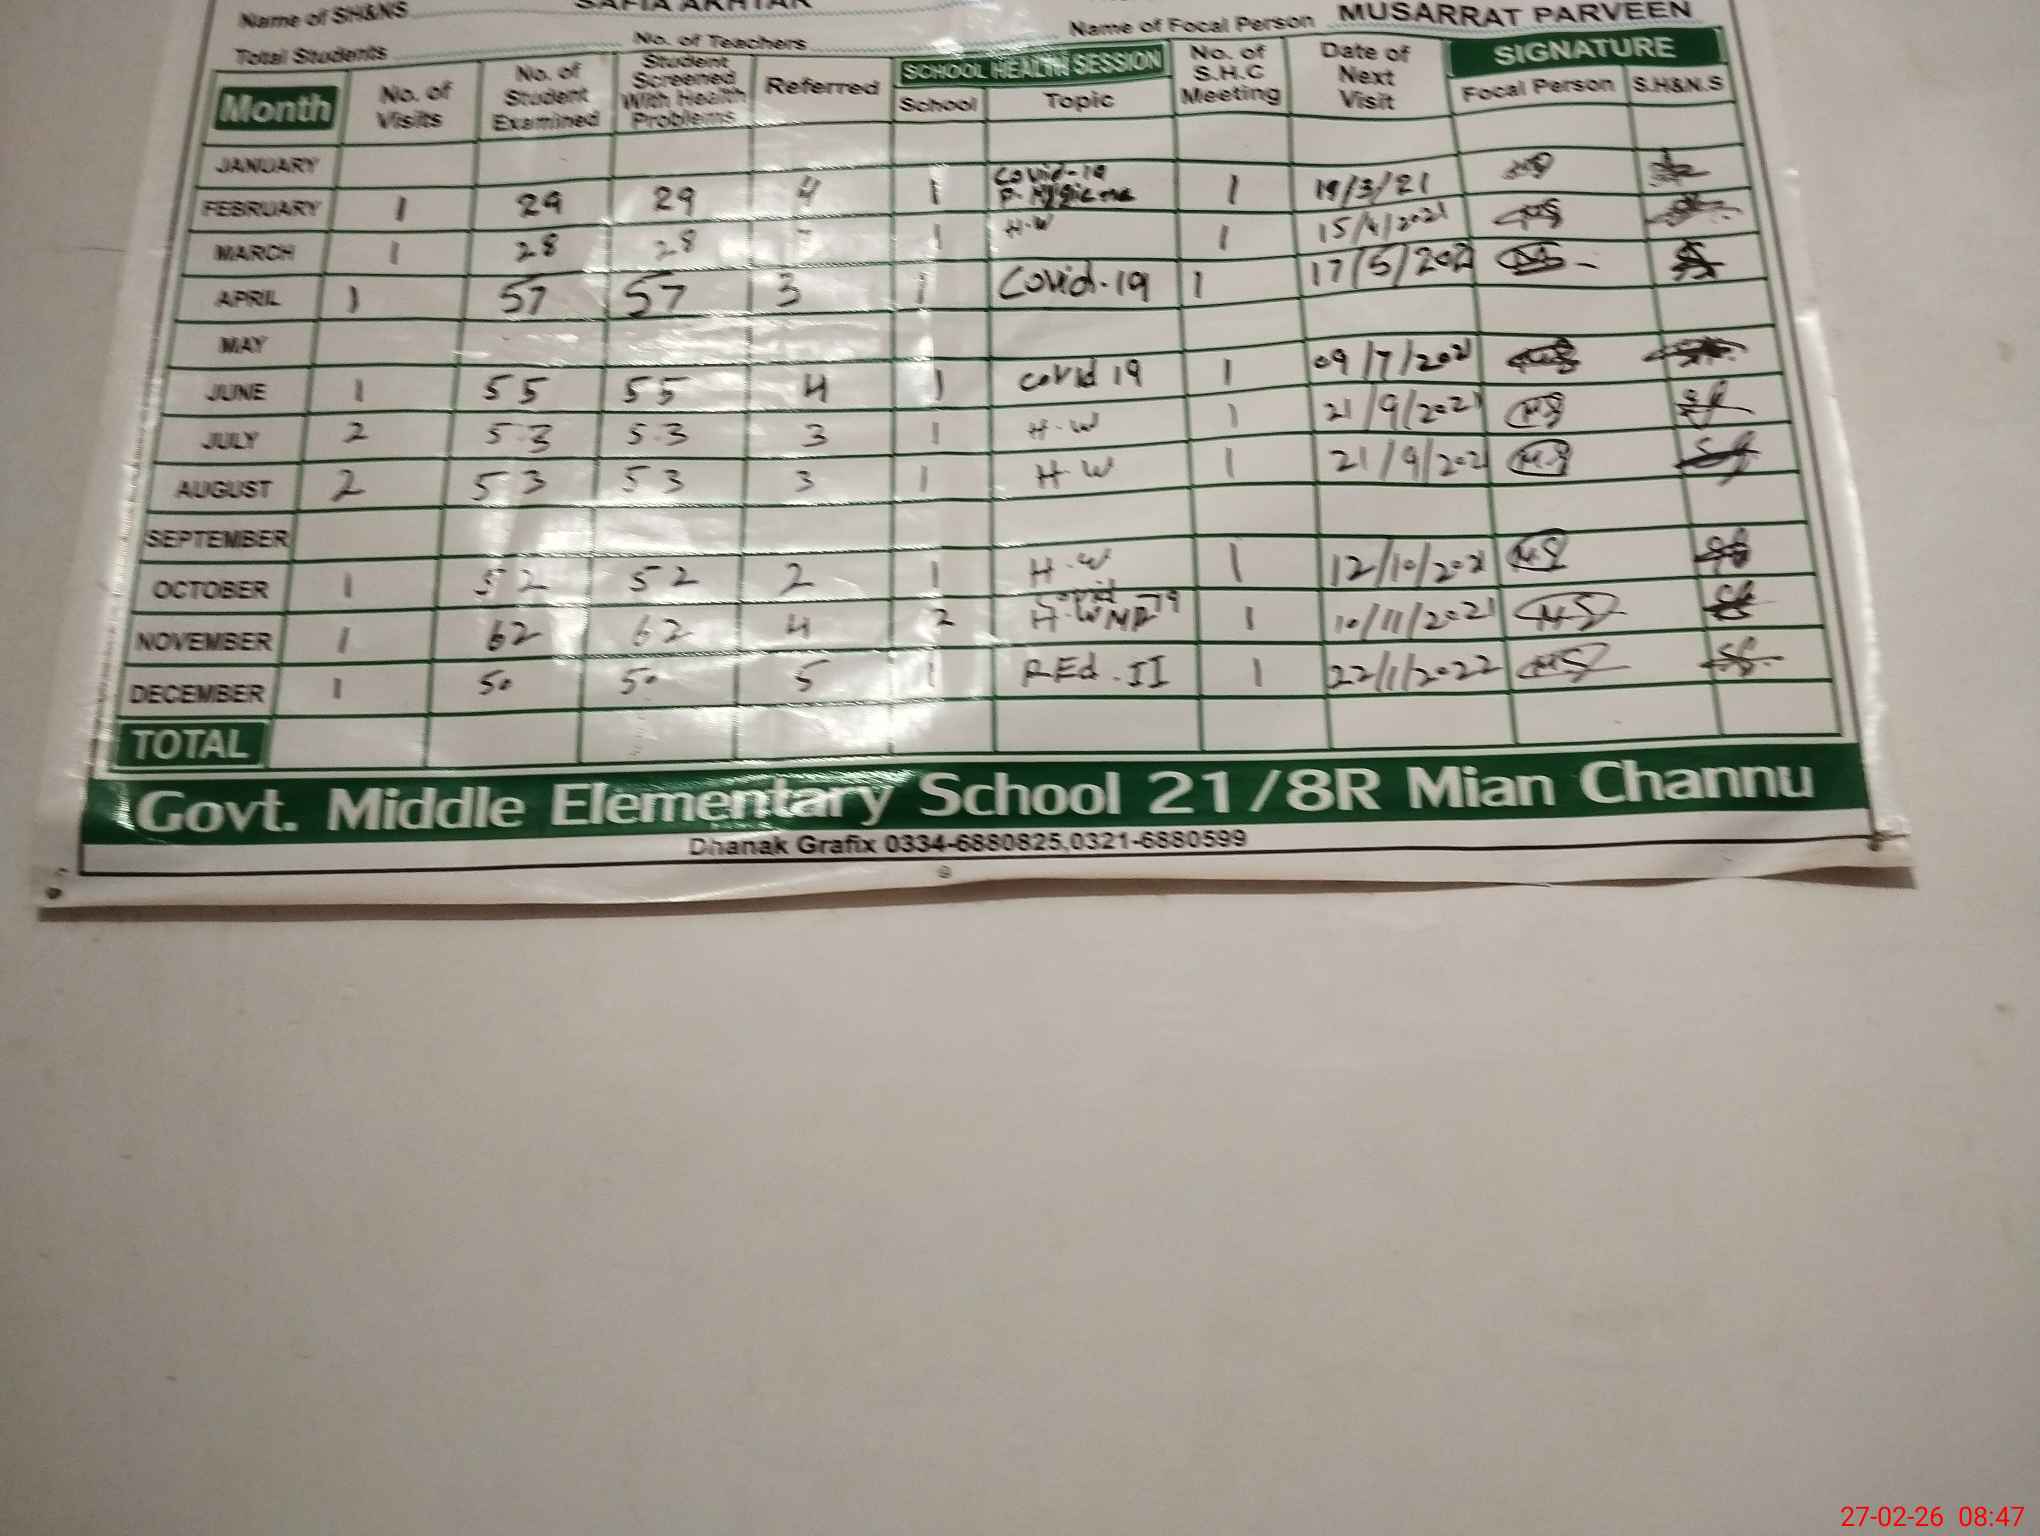 Name of SH&NS SAFIA AKHTAR Name of Focal Person MUSARRAT PARVEEN
Total Students No. of Teachers
Month No. of Visits No. of Student Examined Student Screened With Health Problems Referred SCHOOL HEALTH SESSION School Topic No. of S.H.C Meeting Date of Next Visit SIGNATURE Focal Person S.H&N.S
JANUARY
FEBRUARY 1 29 29 4 1 Covid-19 P. Hygiene 1 19/3/21
MARCH 1 28 28 1 H.W 1 15/4/2021
APRIL 1 57 57 3 1 Covid-19 1 17/5/202
MAY
JUNE 1 55 55 4 1 covid 19 1 09/7/2021
JULY 2 53 53 3 1 H.W 1 21/9/2021
AUGUST 2 53 53 3 1 H.W 1 21/9/2021
SEPTEMBER
OCTOBER 1 52 52 2 1 H.W 1 12/10/2021
NOVEMBER 1 62 62 4 2 Covid 19 H.W 1 10/11/2021
DECEMBER 1 50 50 5 1 R.Ed.II 1 22/1/2022
TOTAL
Govt. Middle Elementary School 21/8R Mian Channu
Dhanak Grafix 0334-6880825,0321-6880599
27-02-26 08:47